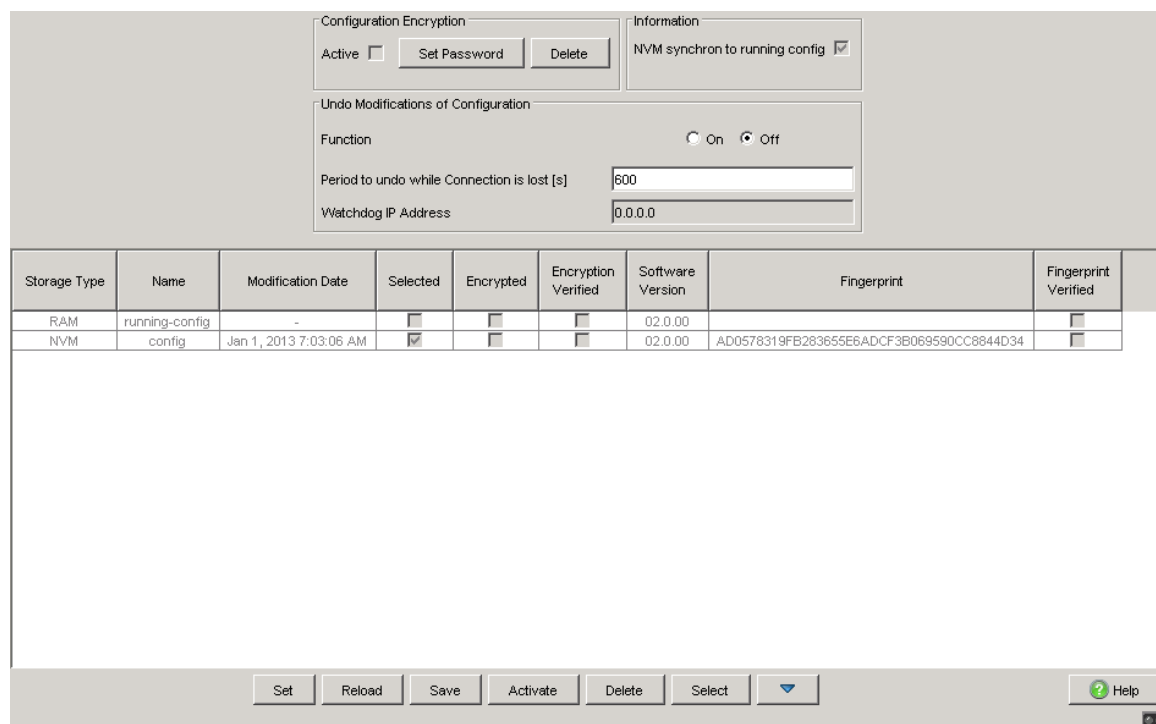 Configuration Encryption
Information
Active
Set Password
Delete
NVM synchron to running config
Undo Modifications of Configuration
Function
On
Off
Period to undo while Connection is lost [s]
600
Watchdog IP Address
0.0.0.0
Storage Type
Name
Modification Date
Selected
Encrypted
Encryption
Verified
Software
Version
Fingerprint
Fingerprint
Verified
RAM
running-config
-
02.0.00
NVM
config
Jan 1, 2013 7:03:06 AM
02.0.00
AD0578319FB283655E6ADCF3B069590CC8844D34
Set
Reload
Save
Activate
Delete
Select
Help